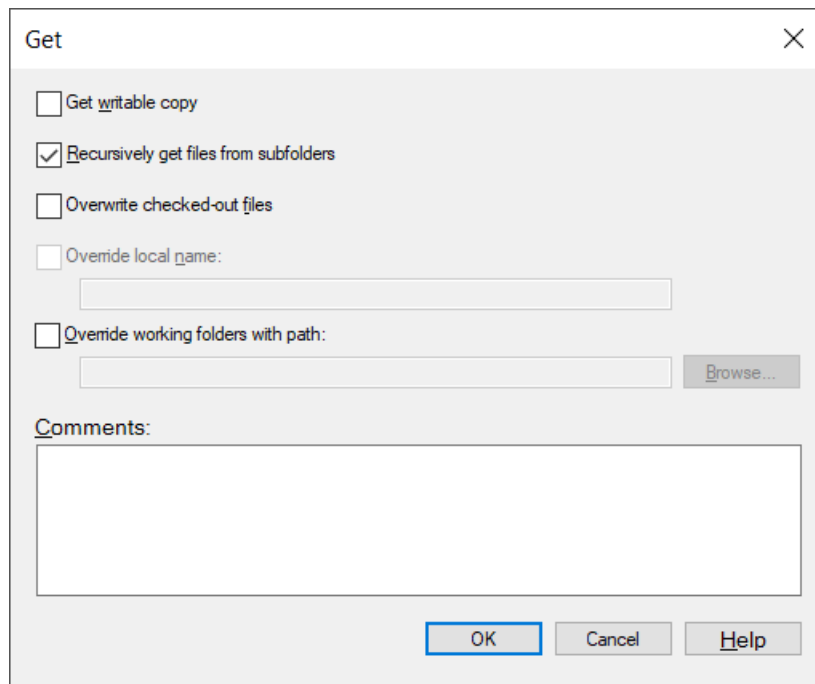 Get
Get writable copy
Recursively get files from subfolders
Overwrite checked-out files
Override local name:
Override working folders with path:
Browse...
Comments:
OK Cancel Help